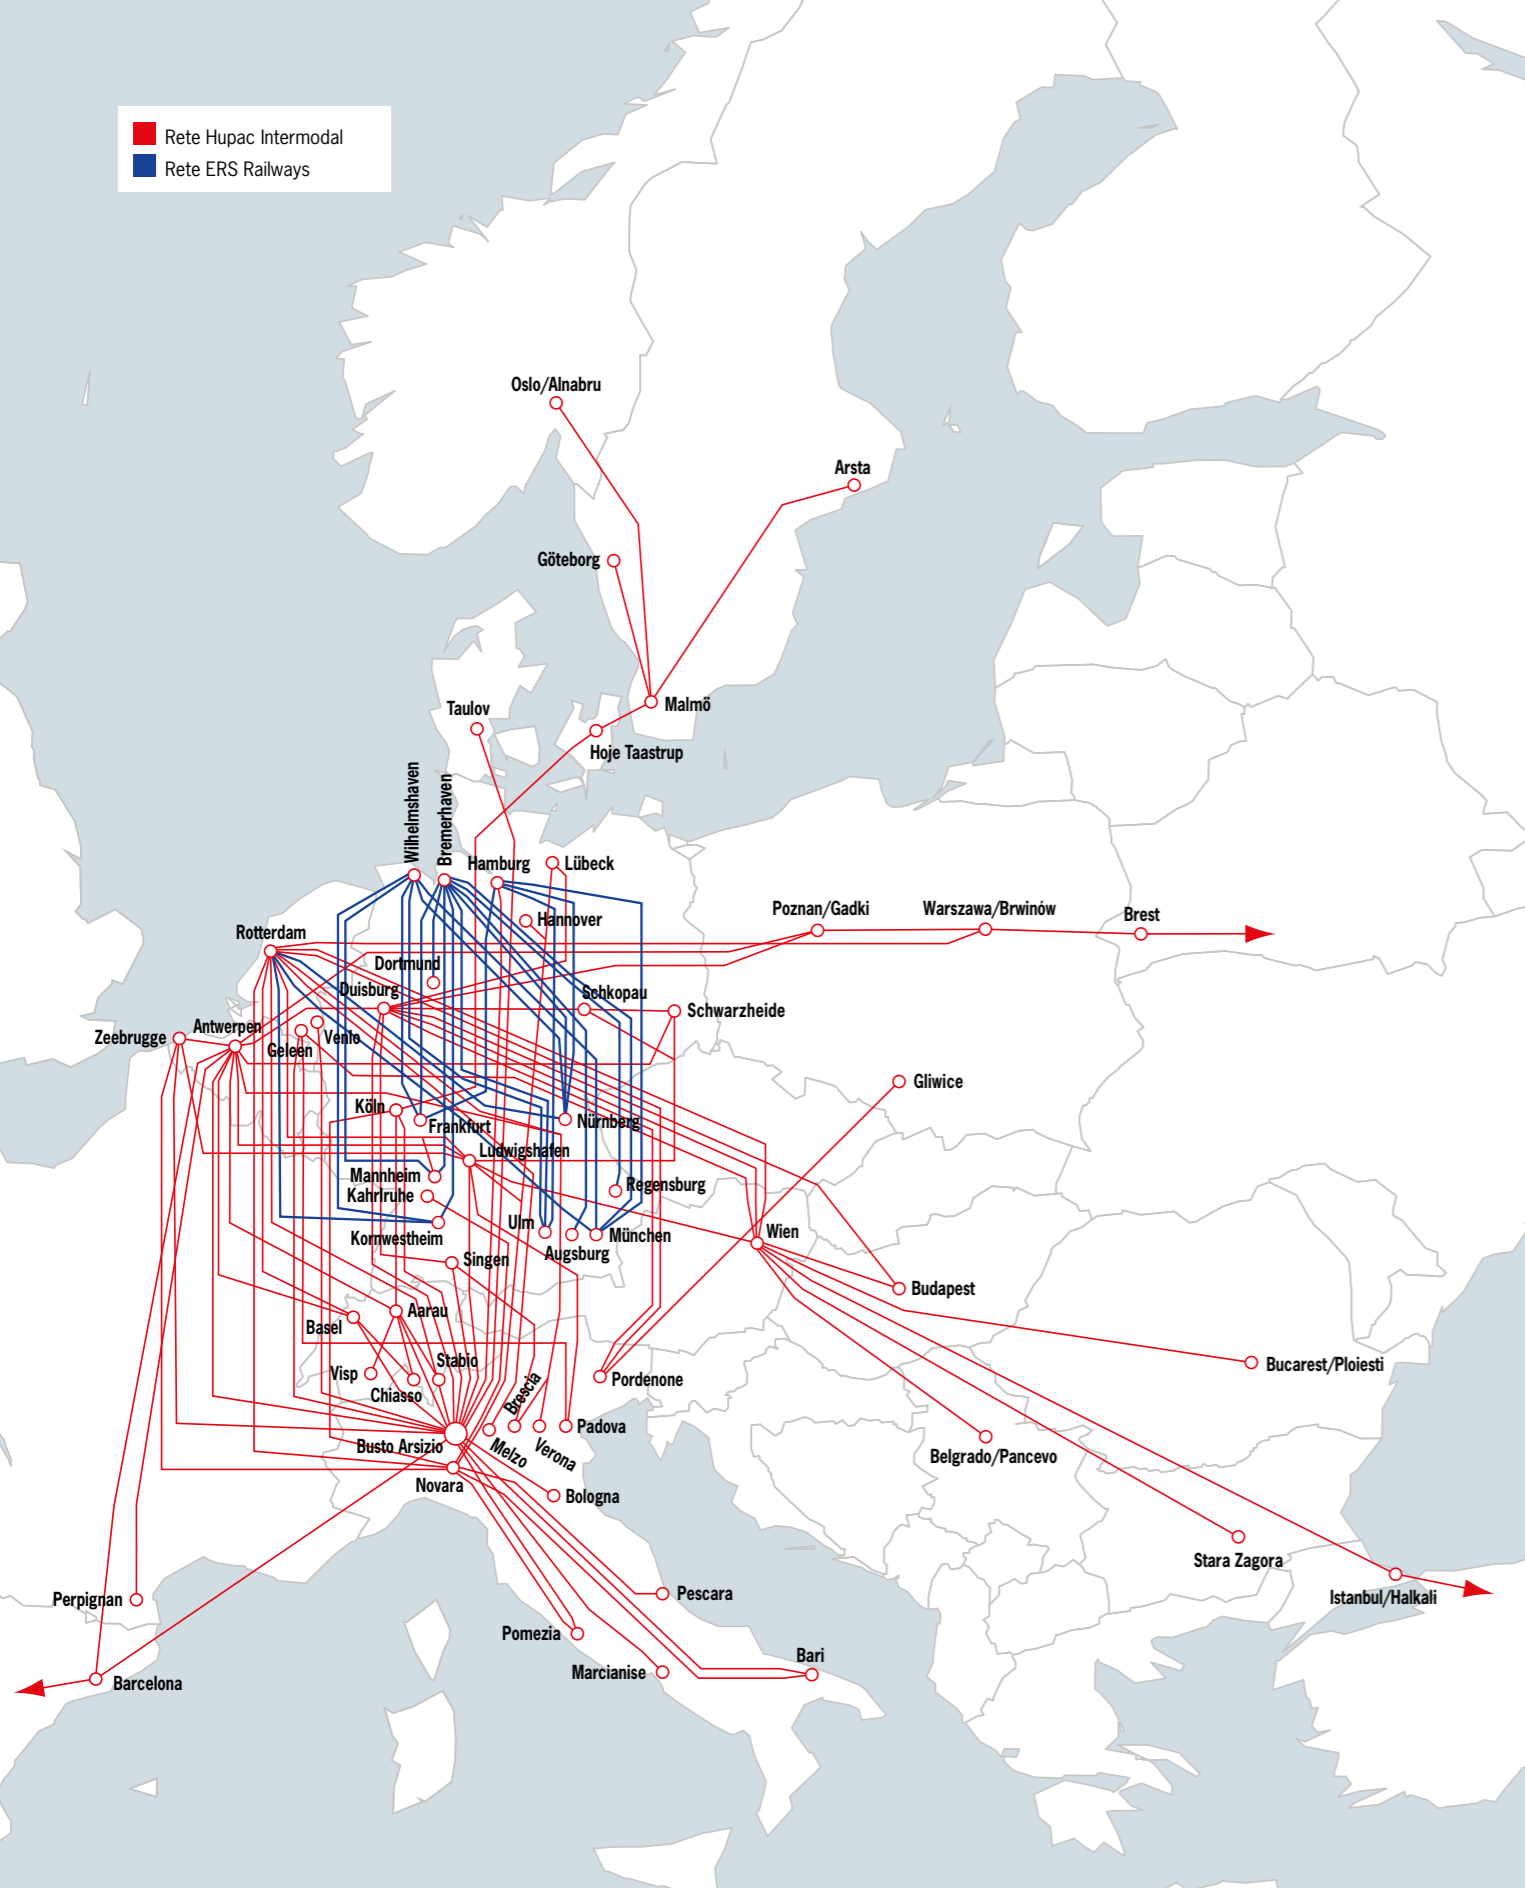 Rete Hupac Intermodal
Rete ERS Railways
Oslo/Alnabru
Arsta
Göteborg
Malmö
Taulov
Hoje Taastrup
Wilhelmshaven
Bremerhaven
Hamburg
Lübeck
Hannover
Poznan/Gadki
Warszawa/Brwinów
Brest
Rotterdam
Dortmund
Duisburg
Schkopau
Schwarzheide
Zeebrugge
Antwerpen
Venlo
Geleen
Gliwice
Köln
Frankfurt
Nürnberg
Ludwigshafen
Mannheim
Kahrlruhe
Regensburg
Ulm
München
Wien
Kornwestheim
Augsburg
Singen
Budapest
Aarau
Basel
Stabio
Visp
Chiasso
Brescia
Pordenone
Bucarest/Ploiesti
Padova
Busto Arsizio
Melzo
Verona
Belgrado/Pancevo
Novara
Bologna
Stara Zagora
Perpignan
Pescara
Istanbul/Halkali
Pomezia
Bari
Marcianise
Barcelona